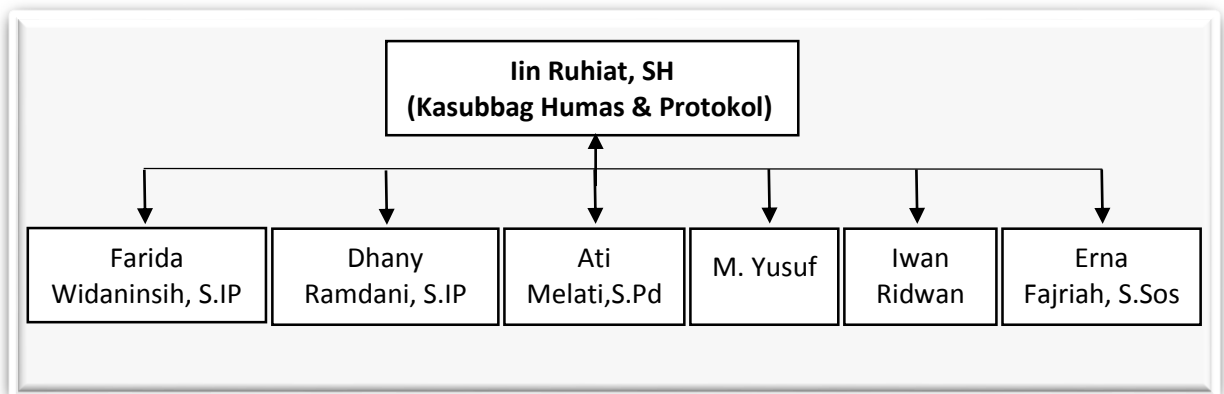 Iin Ruhiat, SH
(Kasubbag Humas & Protokol)
Farida
Widaninsih, S.IP
Dhany
Ramdani, S.IP
Ati
Melati,S.Pd
M. Yusuf
Iwan
Ridwan
Erna
Fajriah, S.Sos